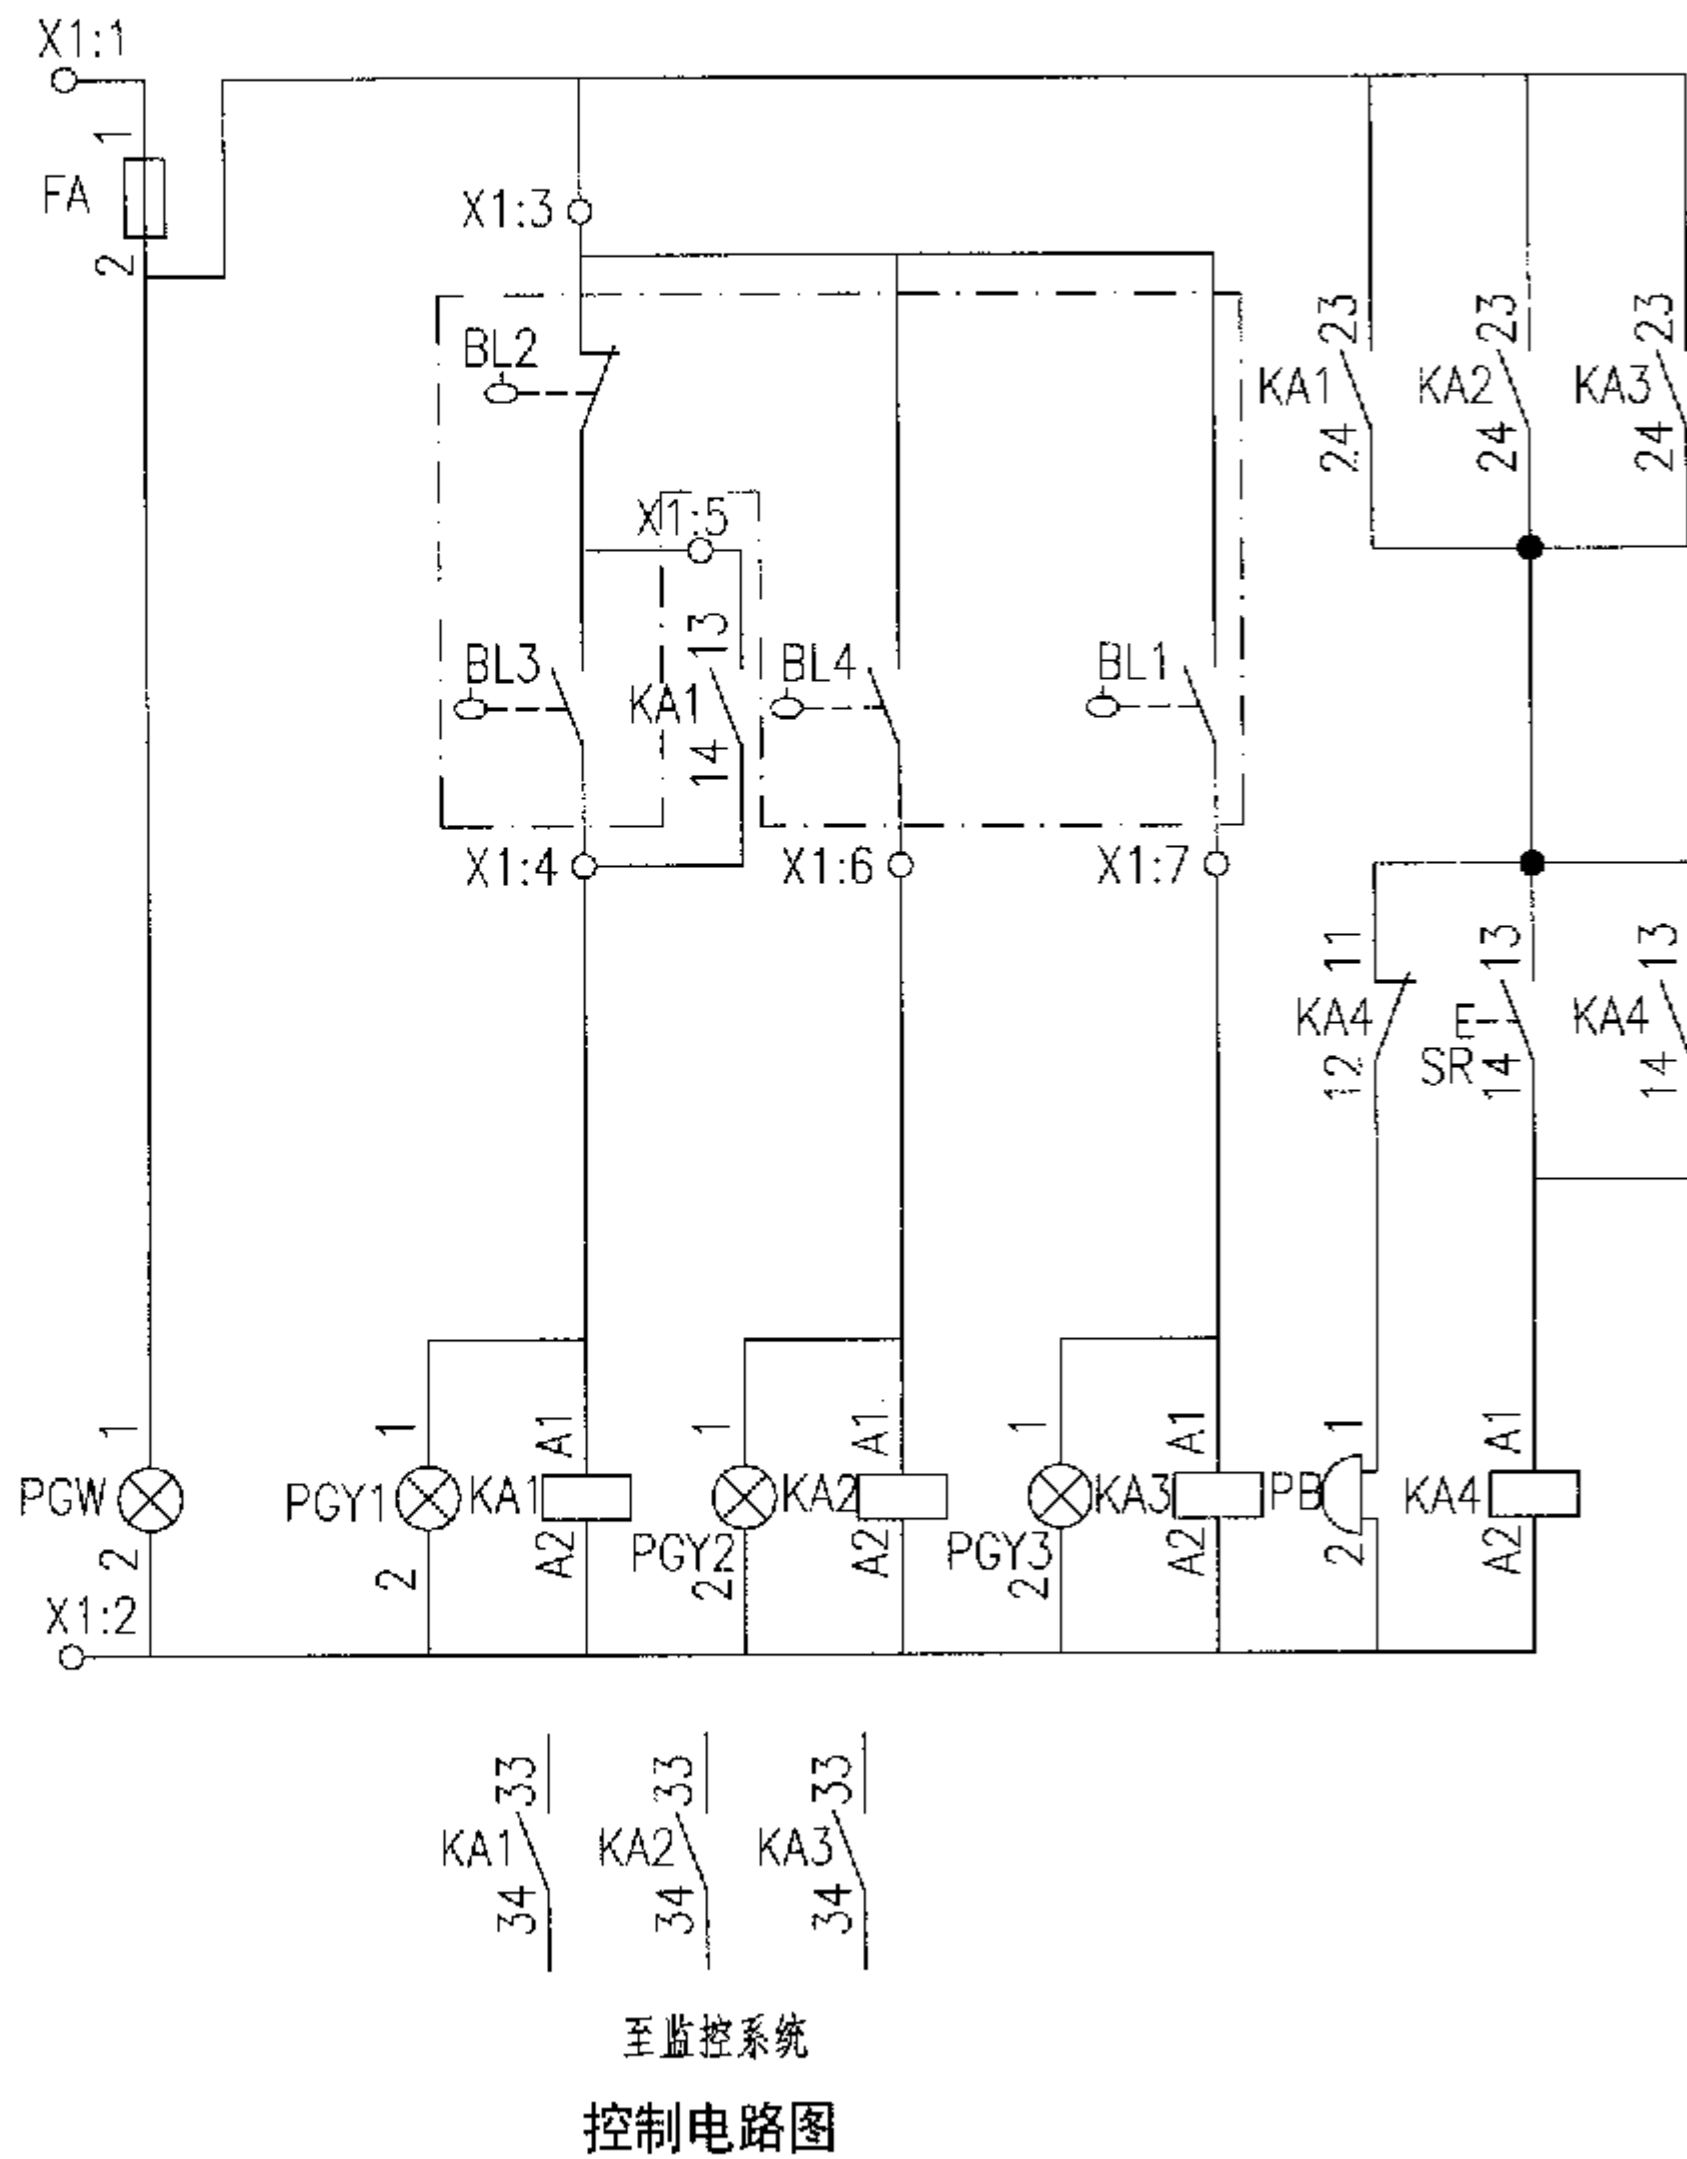 X1:1
1
FA
2
X1:3
BL2
KA1
23
24
KA2
23
24
KA3
23
24
X1:5
BL3
KA1
13
14
BL4
BL1
X1:4
X1:6
X1:7
KA4
11
12
E
SR
13
14
KA4
13
14
PGW
1
2
PGY1
1
2
KA1
A1
A2
PGY2
1
2
KA2
A1
A2
PGY3
1
2
KA3
A1
A2
PB
1
2
KA4
A1
A2
X1:2
KA1
33
34
KA2
33
34
KA3
33
34
至监控系统
控制电路图